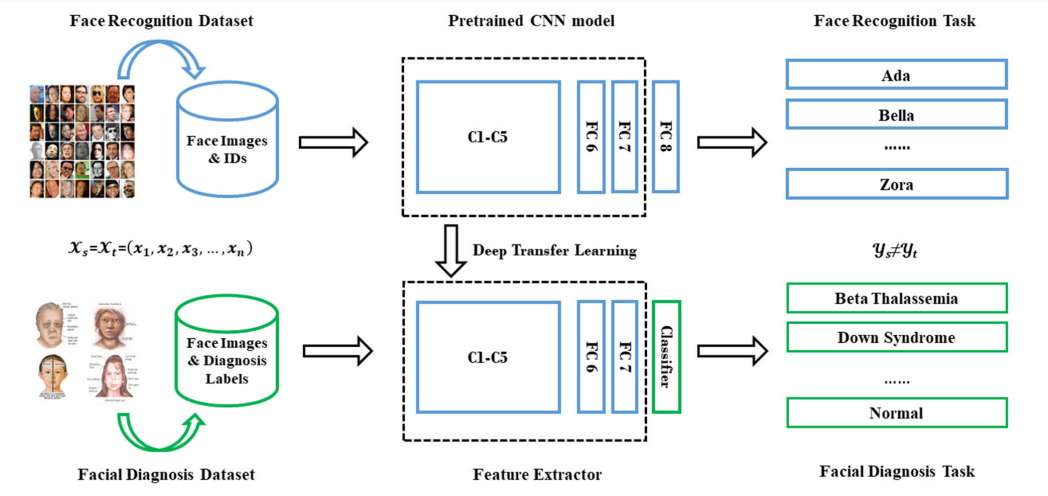 Face Recognition Dataset
Pretrained CNN model
Face Recognition Task
Face Images
& IDs
C1-C5
FC 6
FC 7
FC 8
Ada
Bella
......
Zora
𝒳ₛ=𝒳ₜ=(x₁, x₂, x₃, ..., xₙ)
Deep Transfer Learning
𝒴ₛ≠𝒴ₜ
Face Images
& Diagnosis
Labels
C1-C5
FC 6
FC 7
Classifier
Beta Thalassemia
Down Syndrome
......
Normal
Facial Diagnosis Dataset
Feature Extractor
Facial Diagnosis Task